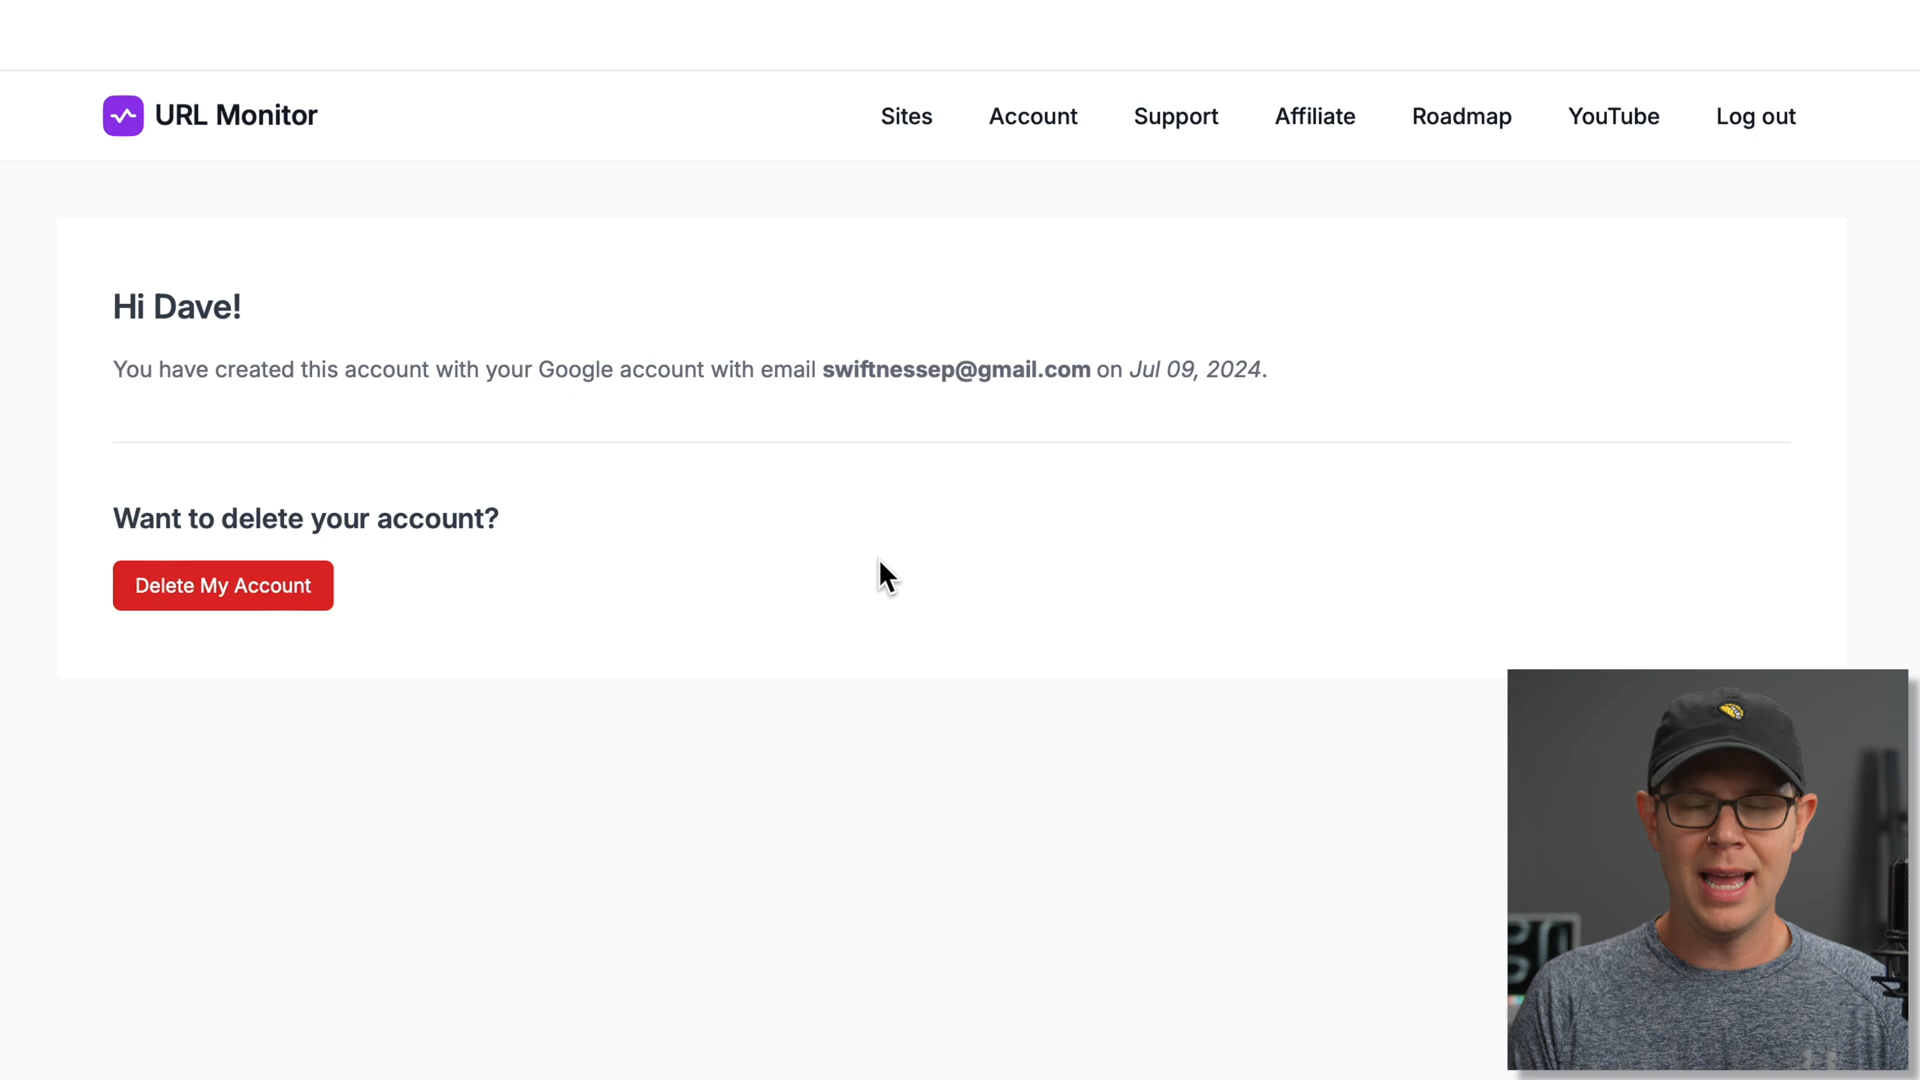 URL Monitor
Sites Account Support Affiliate Roadmap YouTube Log out
Hi Dave!
You have created this account with your Google account with email swiftnessep@gmail.com on Jul 09, 2024.
Want to delete your account?
Delete My Account